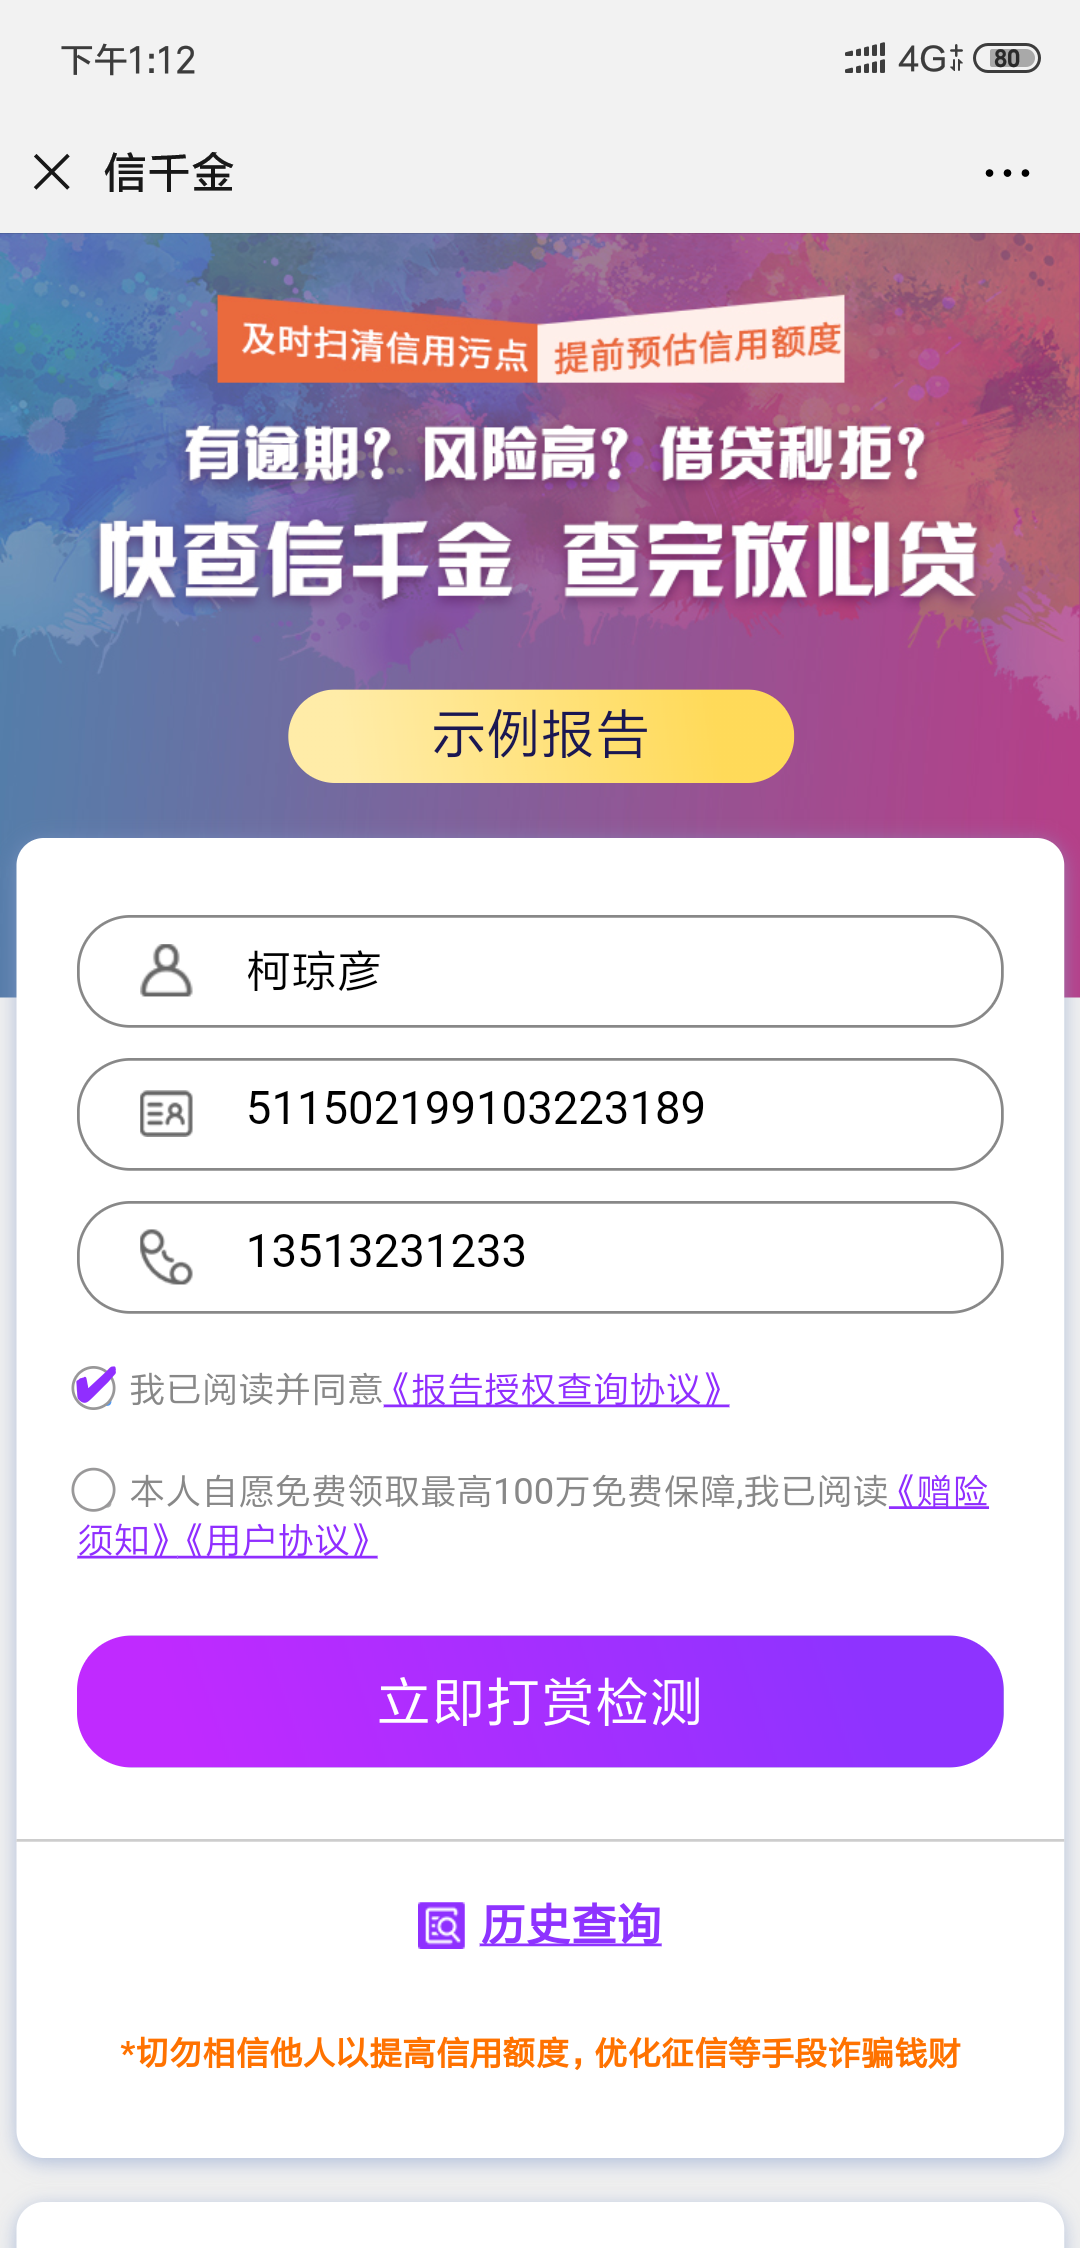 下午1:12
4G
80
信千金
及时扫清信用污点 提前预估信用额度
有逾期？风险高？借贷秒拒？
快查信千金 查完放心贷
示例报告
柯琼彦
511502199103223189
13513231233
我已阅读并同意《报告授权查询协议》
本人自愿免费领取最高100万免费保障,我已阅读《赠险
须知》《用户协议》
立即打赏检测
历史查询
*切勿相信他人以提高信用额度，优化征信等手段诈骗钱财